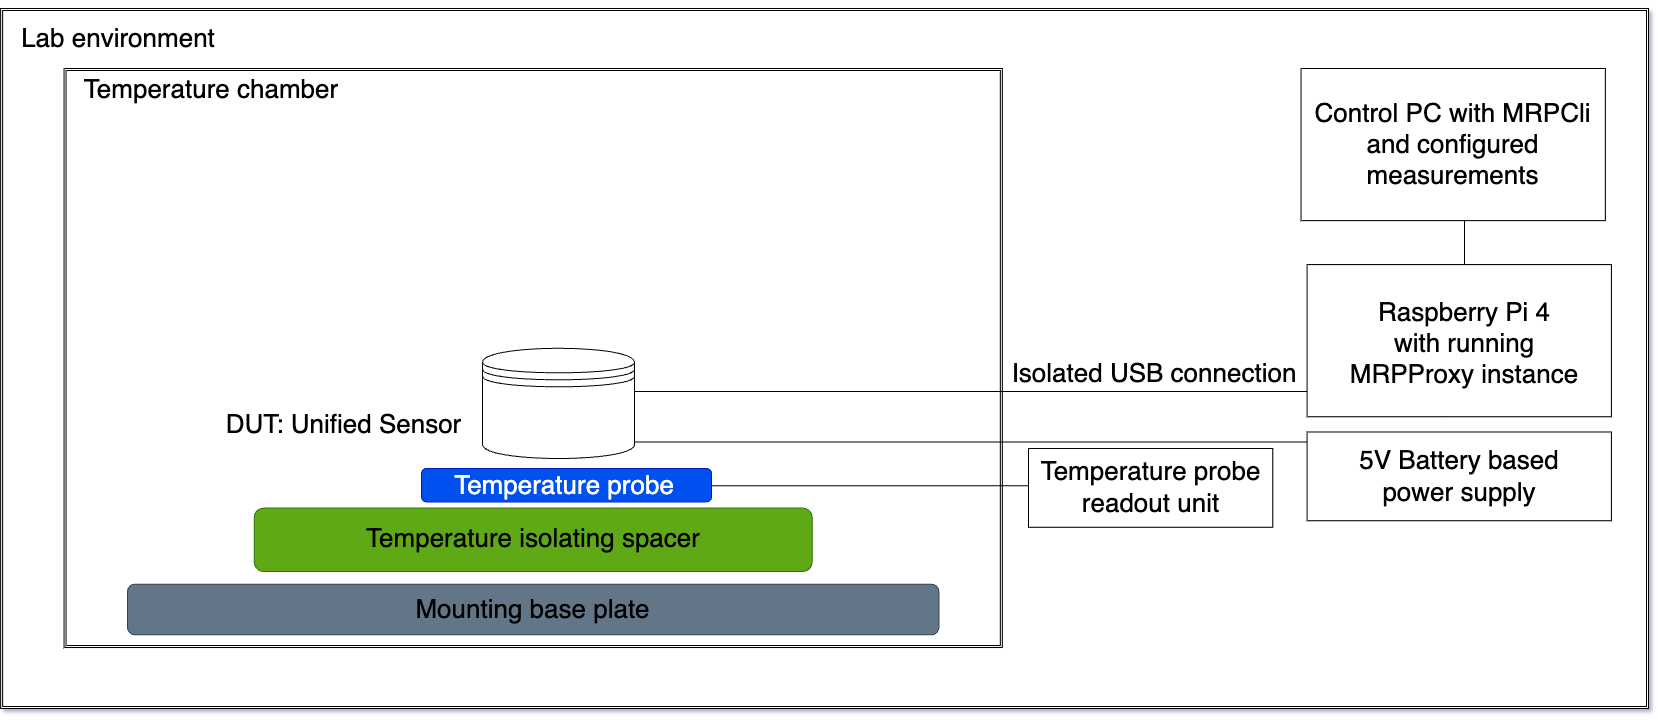 Lab environment
Temperature chamber
Control PC with MRPCli
and configured
measurements
Raspberry Pi 4
with running
MRPProxy instance
Isolated USB connection
DUT: Unified Sensor
5V Battery based
power supply
Temperature probe
readout unit
Temperature probe
Temperature isolating spacer
Mounting base plate